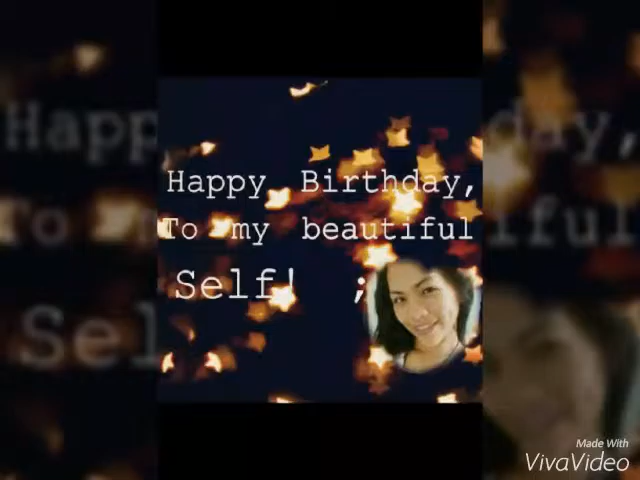 Happy Birthday,
To my beautiful
Self! ;
Made With
VivaVideo